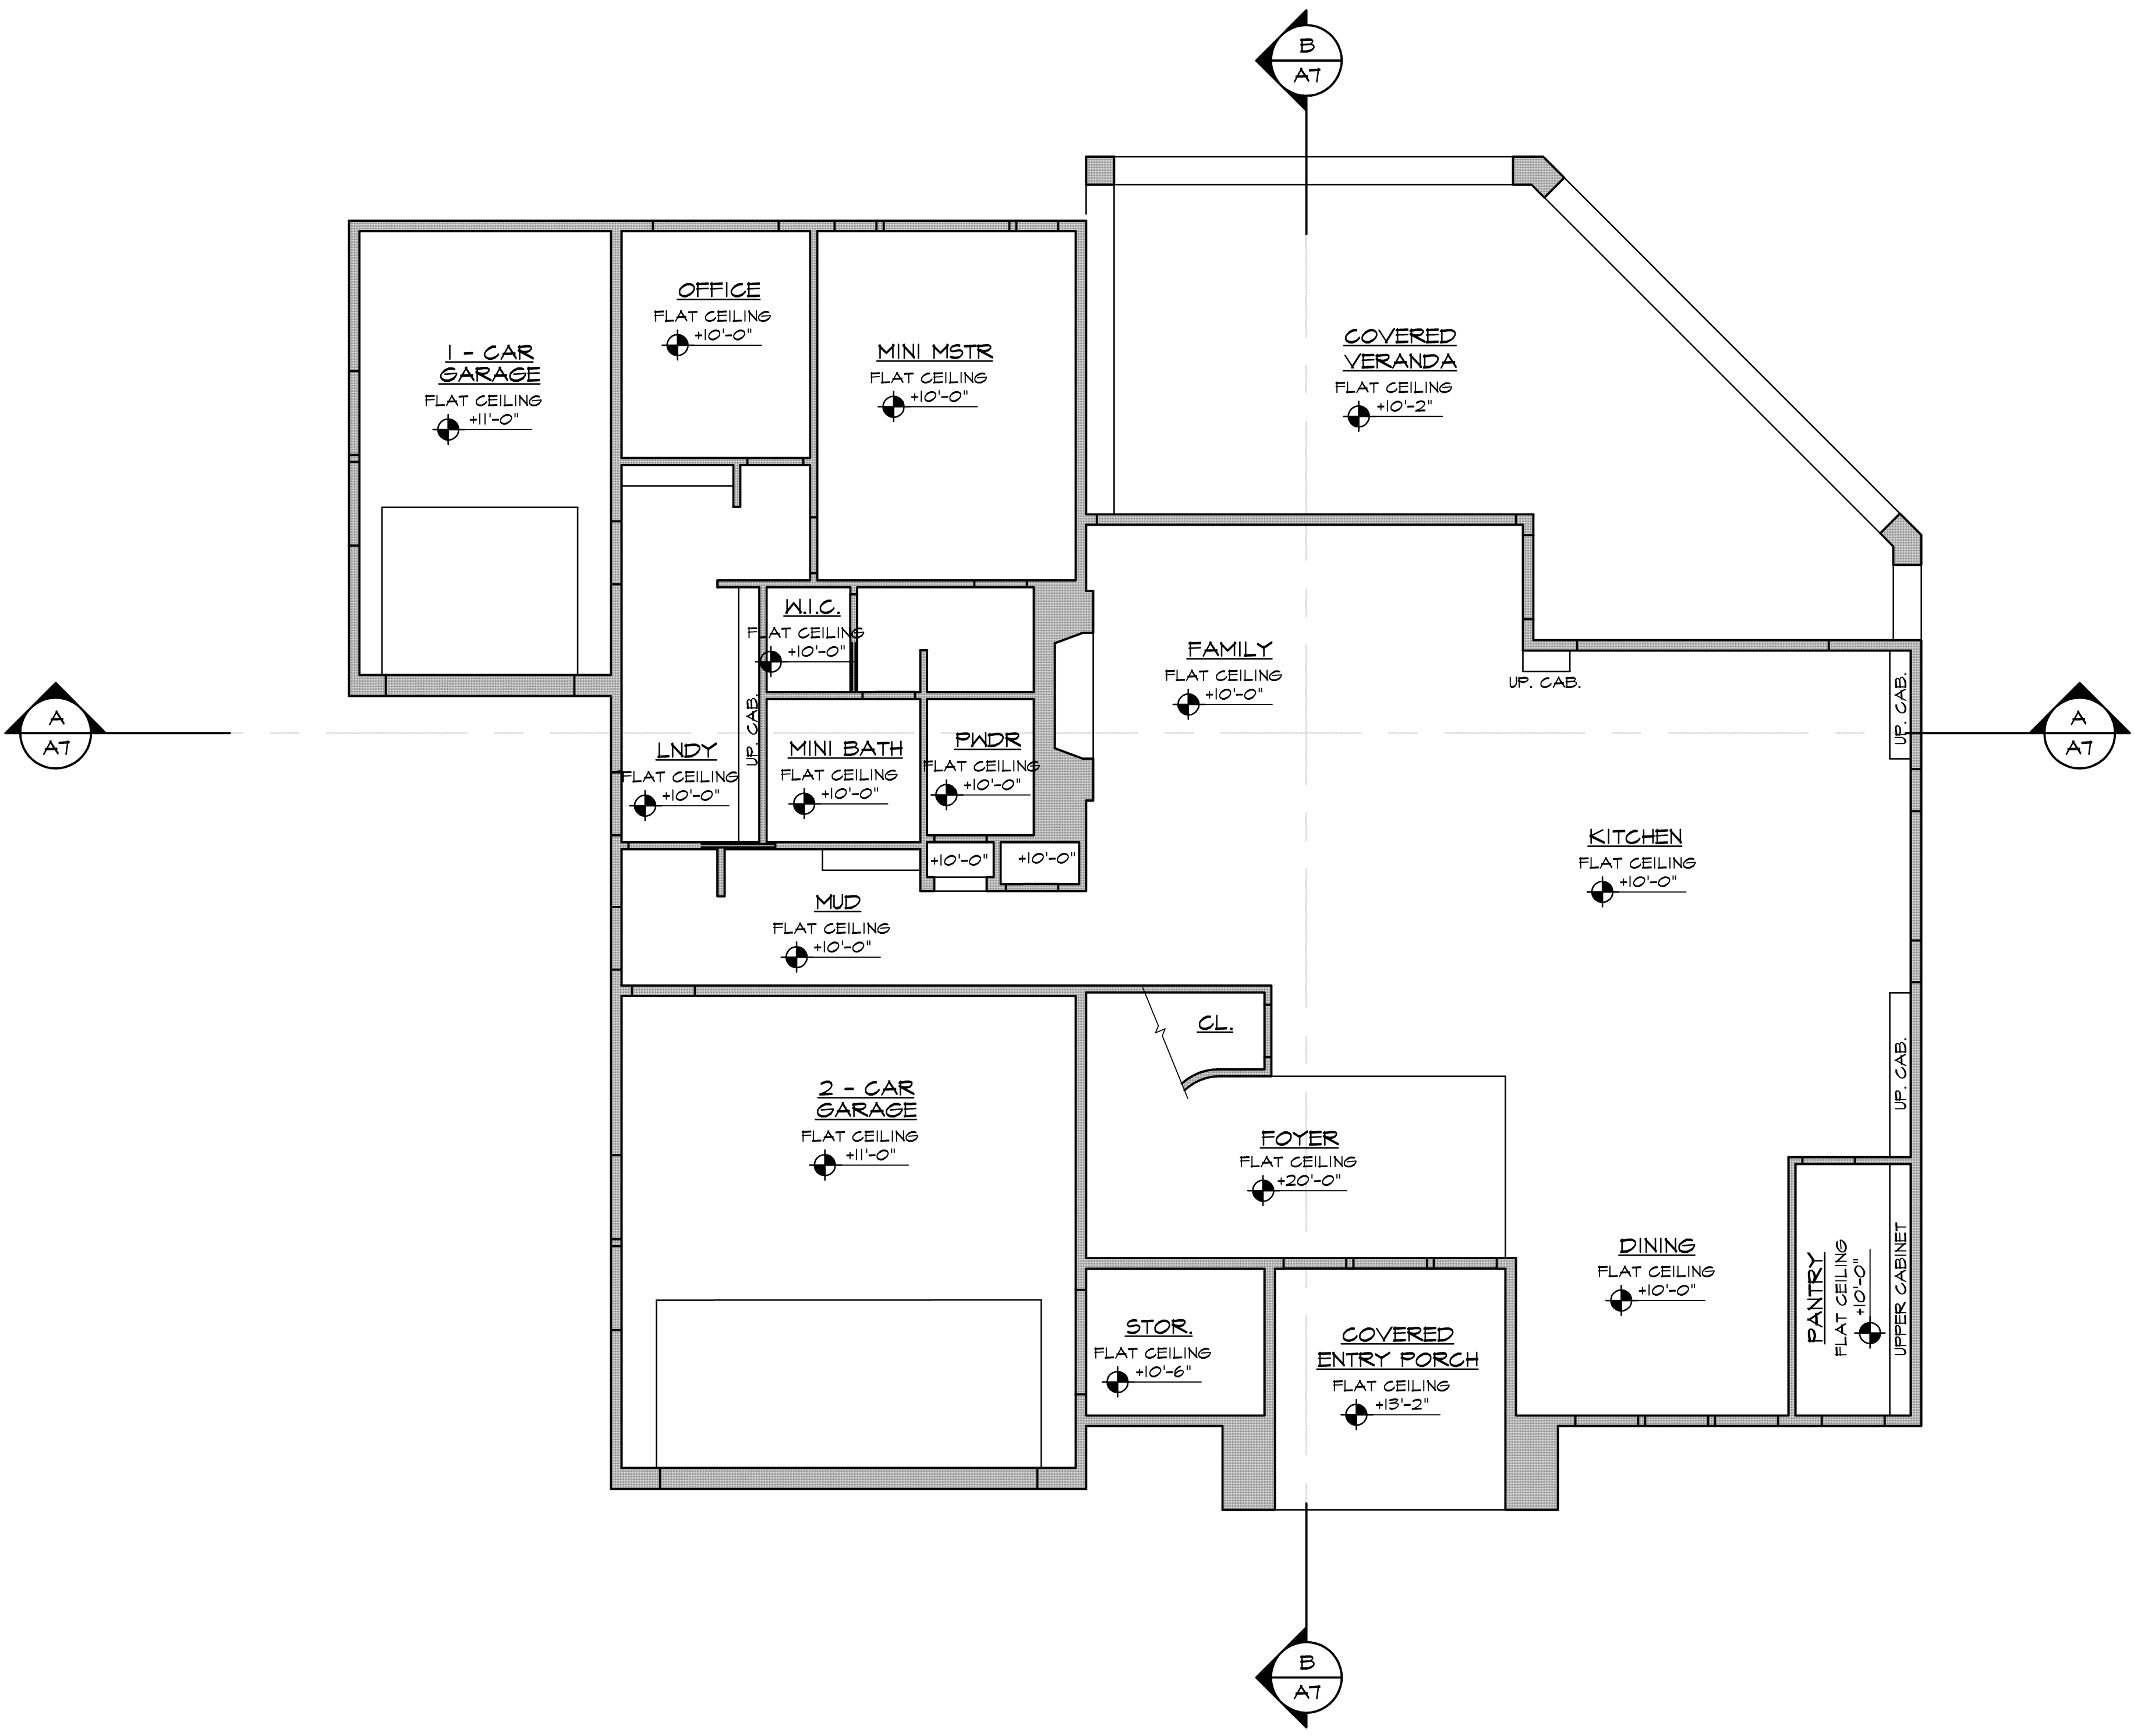 B
A7
OFFICE
FLAT CEILING
+10'-0"
1 - CAR
GARAGE
FLAT CEILING
+11'-0"
MINI MSTR
FLAT CEILING
+10'-0"
COVERED
VERANDA
FLAT CEILING
+10'-2"
W.I.C.
FLAT CEILING
+10'-0"
FAMILY
FLAT CEILING
+10'-0"
UP. CAB.
UP. CAB.
A
A7
LNDY
FLAT CEILING
+10'-0"
UP. CAB.
MINI BATH
FLAT CEILING
+10'-0"
PWDR
FLAT CEILING
+10'-0"
A
A7
+10'-0"
+10'-0"
KITCHEN
FLAT CEILING
+10'-0"
MUD
FLAT CEILING
+10'-0"
CL.
UP. CAB.
2 - CAR
GARAGE
FLAT CEILING
+11'-0"
FOYER
FLAT CEILING
+20'-0"
DINING
FLAT CEILING
+10'-0"
PANTRY
FLAT CEILING
+10'-0"
UPPER CABINET
STOR.
FLAT CEILING
+10'-6"
COVERED
ENTRY PORCH
FLAT CEILING
+13'-2"
B
A7